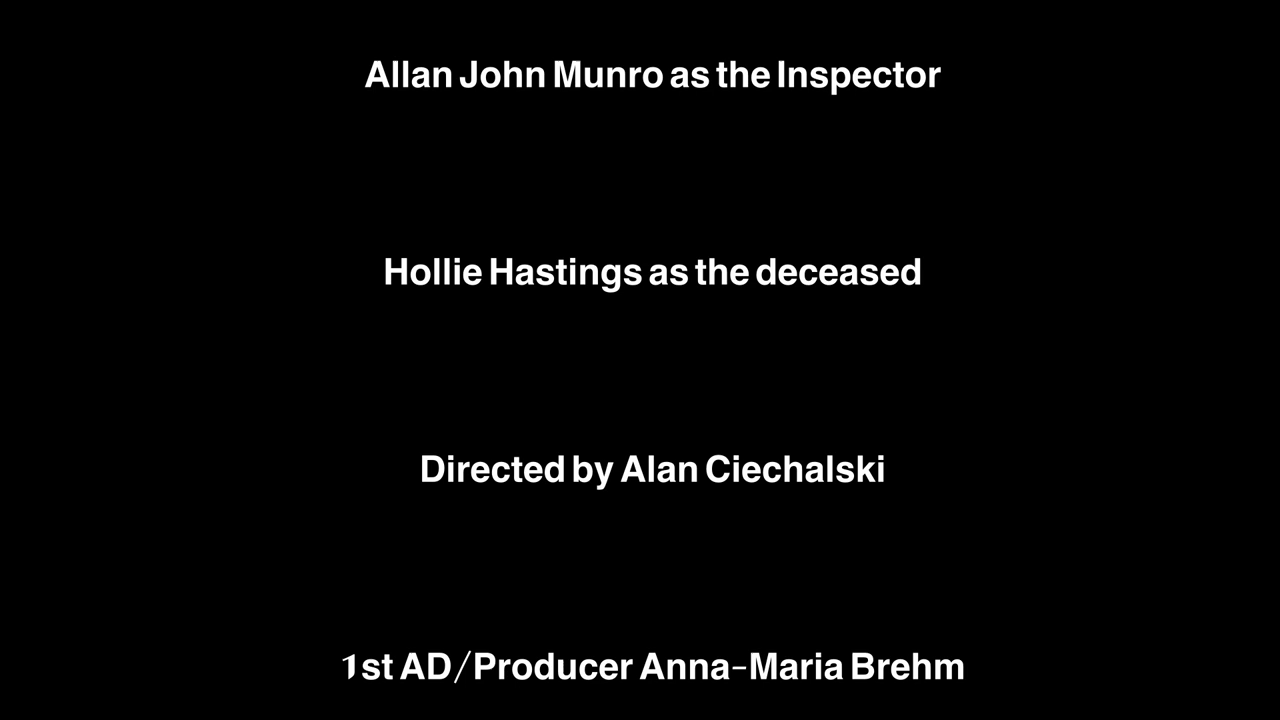 Allan John Munro as the Inspector
Hollie Hastings as the deceased
Directed by Alan Ciechalski
1st AD/Producer Anna-Maria Brehm